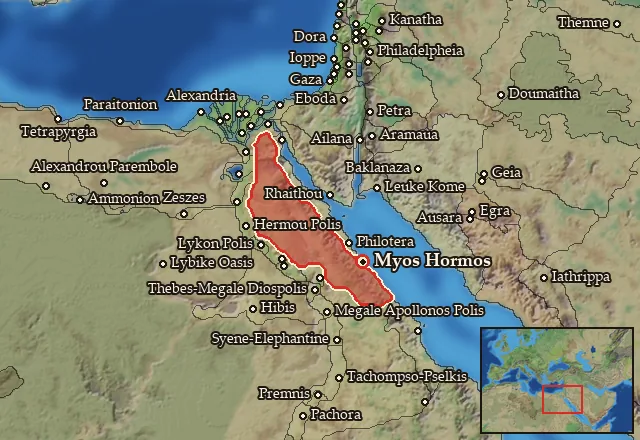 Kanatha
Themne
Dora
Philadelpheia
Ioppe
Gaza
Doumaitha
Eboda
Alexandria
Paraitonion
Petra
Tetrapyrgia
Ailana
Aramaua
Alexandrou Parembole
Baklanaza
Geia
Leuke Kome
Rhaithou
Ammonion Zeszes
Egra
Ausara
Hermou Polis
Lykon Polis
Philotera
Lybike Oasis
Myos Hormos
Iathrippa
Thebes-Megale Diospolis
Hibis
Megale Apollonos Polis
Syene-Elephantine
Tachompso-Pselkis
Premnis
Pachora